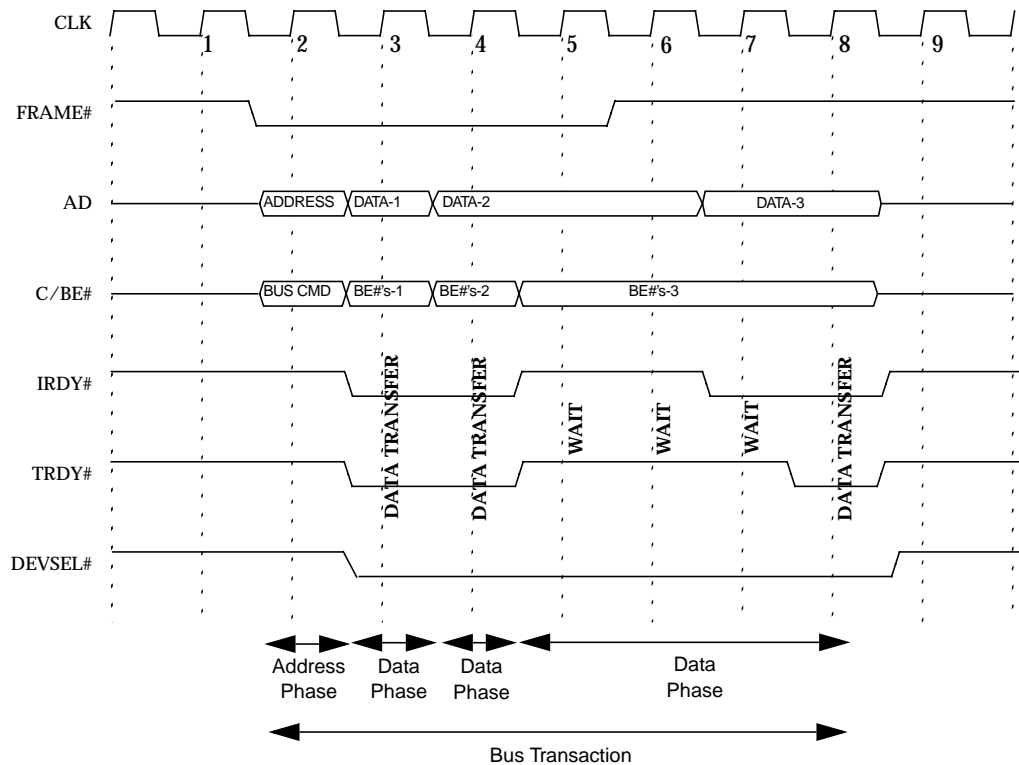 CLK
1 2 3 4 5 6 7 8 9
FRAME#
AD
ADDRESS DATA-1 DATA-2 DATA-3
C/BE#
BUS CMD BE#'s-1 BE#'s-2 BE#'s-3
IRDY#
DATA TRANSFER
DATA TRANSFER
WAIT
WAIT
WAIT
DATA TRANSFER
TRDY#
DEVSEL#
Address Data Data Data
Phase Phase Phase Phase
Bus Transaction